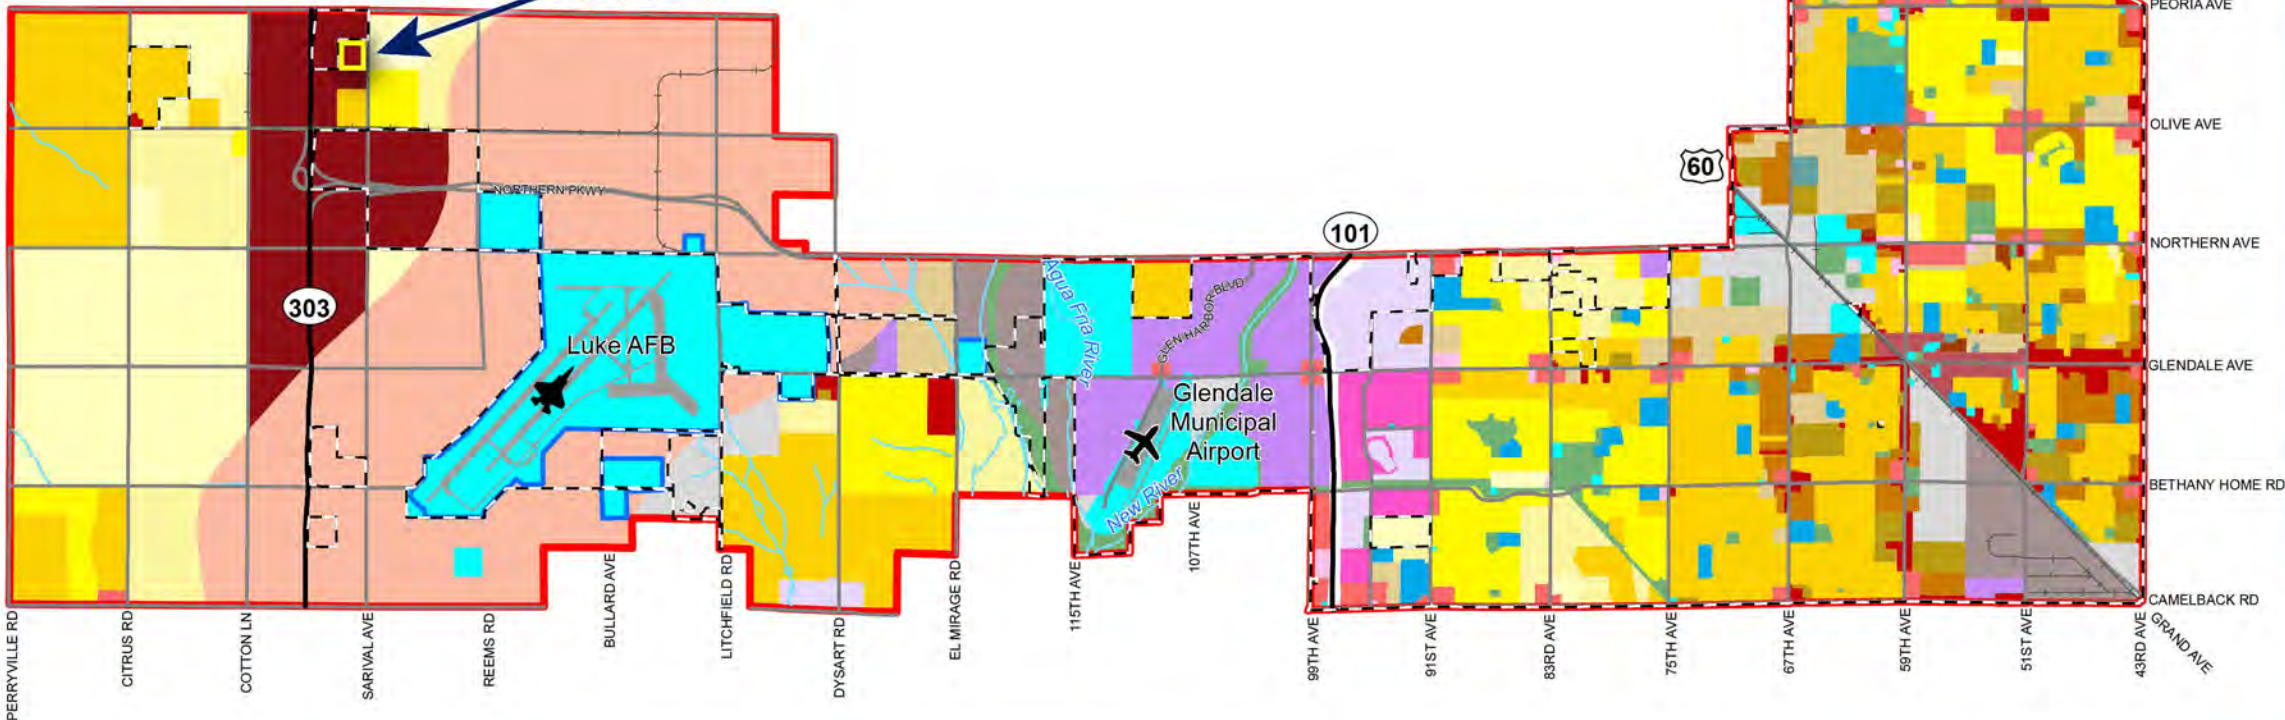 PEORIA AVE
OLIVE AVE
60
NORTHERN PKWY
101
NORTHERN AVE
303
Luke AFB
Agua Fria River
GLEN HARBOR BLVD
GLENDALE AVE
Glendale
Municipal
Airport
New River
BETHANY HOME RD
CAMELBACK RD
GRAND AVE
PERRYVILLE RD
CITRUS RD
COTTON LN
SARIVAL AVE
REEMS RD
BULLARD AVE
LITCHFIELD RD
DYSART RD
EL MIRAGE RD
115TH AVE
107TH AVE
99TH AVE
91ST AVE
83RD AVE
75TH AVE
67TH AVE
59TH AVE
51ST AVE
43RD AVE